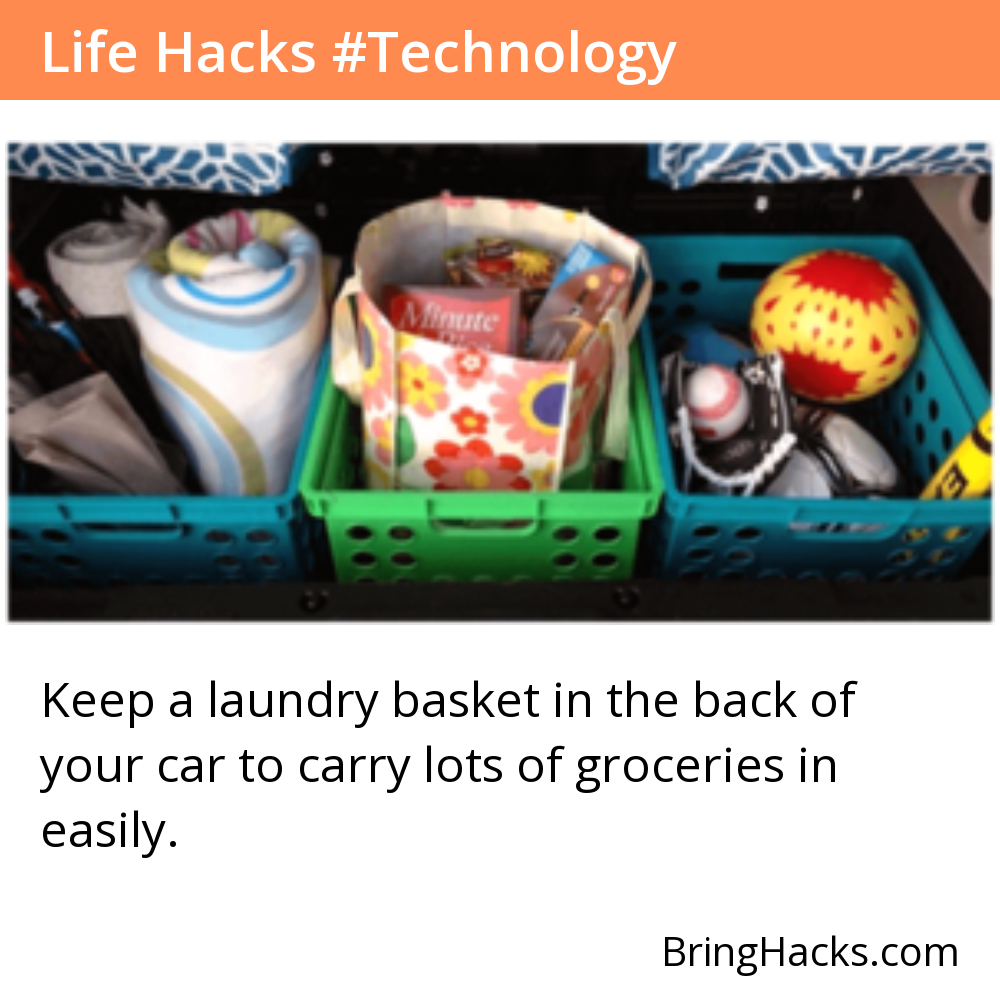 Life Hacks #Technology
Minute
Keep a laundry basket in the back of
your car to carry lots of groceries in
easily.
BringHacks.com